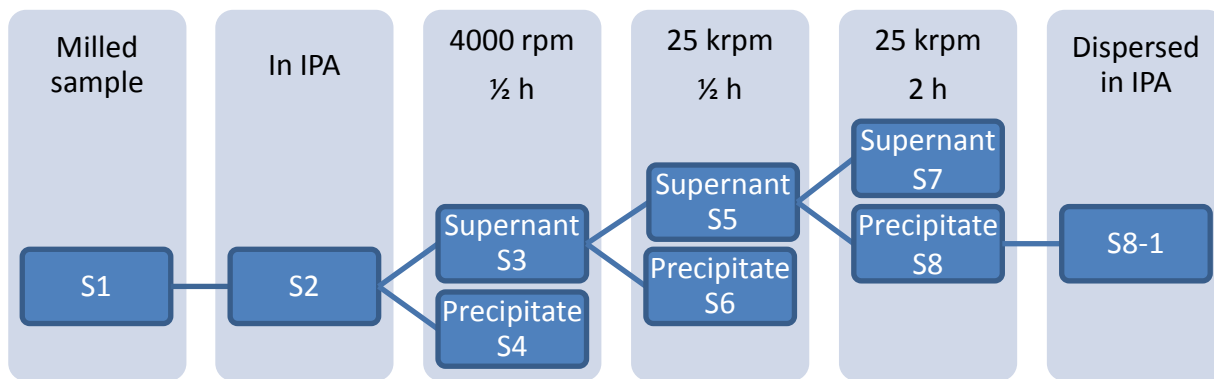 Milled
sample
In IPA
4000 rpm
½ h
25 krpm
½ h
25 krpm
2 h
Dispersed
in IPA
S1
S2
Supernant
S3
Precipitate
S4
Supernant
S5
Precipitate
S6
Supernant
S7
Precipitate
S8
S8-1